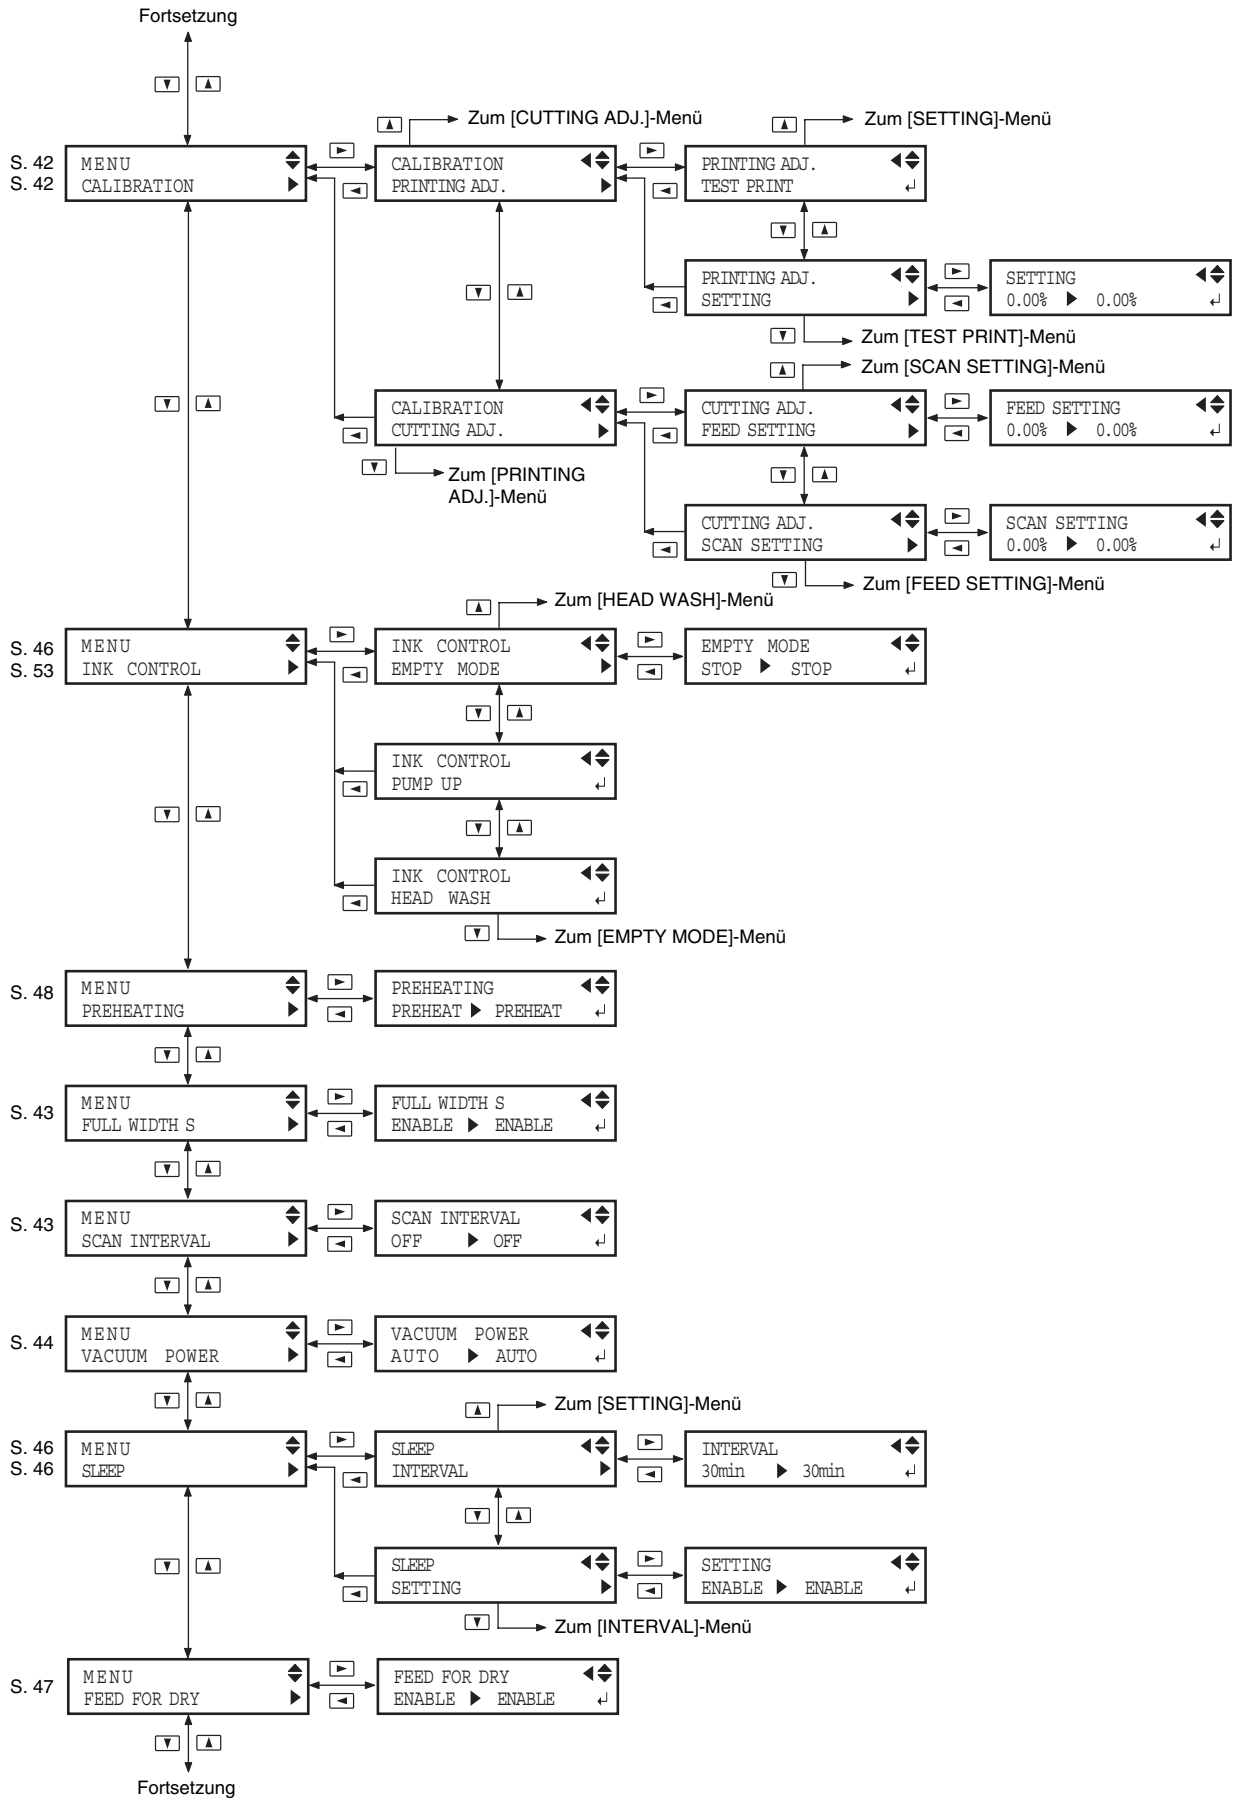 Fortsetzung
Zum [CUTTING ADJ.]-Menü
Zum [SETTING]-Menü
S. 42
S. 42
MENU
CALIBRATION
CALIBRATION
PRINTING ADJ.
PRINTING ADJ.
TEST PRINT
PRINTING ADJ.
SETTING
SETTING
0.00% 0.00%
Zum [TEST PRINT]-Menü
Zum [SCAN SETTING]-Menü
CALIBRATION
CUTTING ADJ.
CUTTING ADJ.
FEED SETTING
FEED SETTING
0.00% 0.00%
Zum [PRINTING
ADJ.]-Menü
CUTTING ADJ.
SCAN SETTING
SCAN SETTING
0.00% 0.00%
Zum [FEED SETTING]-Menü
Zum [HEAD WASH]-Menü
S. 46
S. 53
MENU
INK CONTROL
INK CONTROL
EMPTY MODE
EMPTY MODE
STOP STOP
INK CONTROL
PUMP UP
INK CONTROL
HEAD WASH
Zum [EMPTY MODE]-Menü
S. 48
MENU
PREHEATING
PREHEATING
PREHEAT PREHEAT
S. 43
MENU
FULL WIDTH S
FULL WIDTH S
ENABLE ENABLE
S. 43
MENU
SCAN INTERVAL
SCAN INTERVAL
OFF OFF
S. 44
MENU
VACUUM POWER
VACUUM POWER
AUTO AUTO
Zum [SETTING]-Menü
S. 46
S. 46
MENU
SLEEP
SLEEP
INTERVAL
INTERVAL
30min 30min
SLEEP
SETTING
SETTING
ENABLE ENABLE
Zum [INTERVAL]-Menü
S. 47
MENU
FEED FOR DRY
FEED FOR DRY
ENABLE ENABLE
Fortsetzung